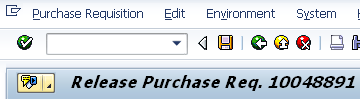 Purchase Requisition Edit Environment System
Release Purchase Req. 10048891